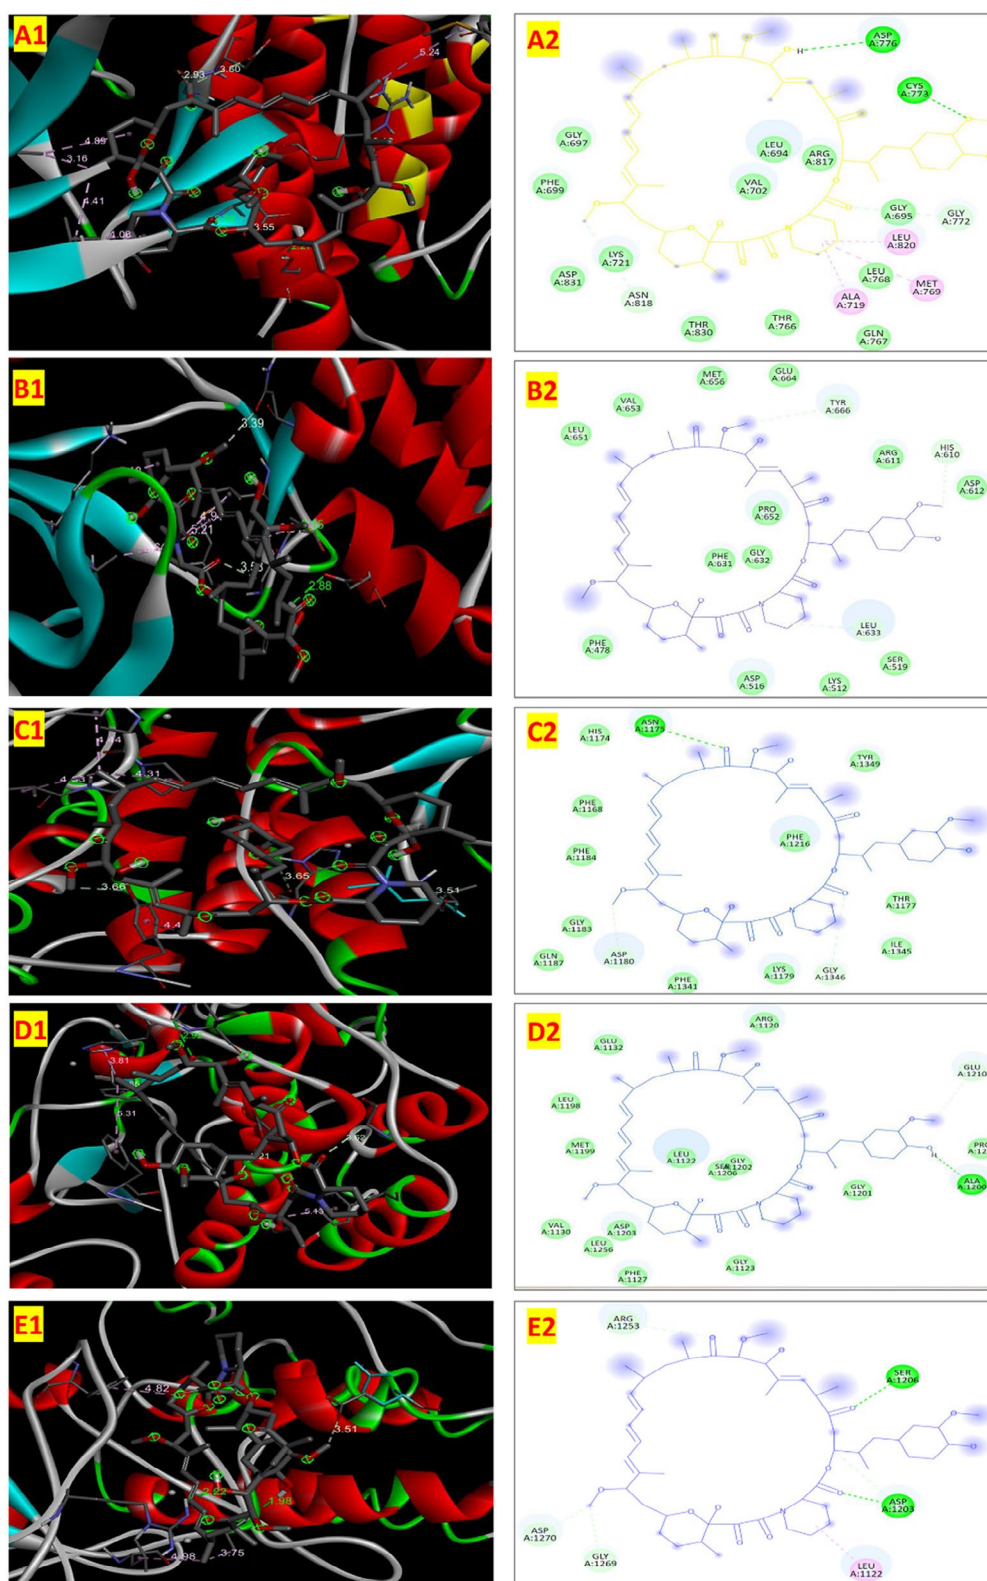 A1
5.24
2.93
3.60
4.89
3.16
4.41
3.55
A2
ASP
A:776
CYS
A:773
H
GLY
A:697
LEU
A:694
ARG
A:817
PHE
A:699
VAL
A:702
GLY
A:695
GLY
A:772
LEU
A:820
LYS
A:721
ASP
A:831
LEU
A:768
MET
A:769
ASN
A:818
ALA
A:719
THR
A:830
THR
A:766
GLN
A:767
N
B1
3.39
5.21
2.88
B2
MET
A:656
GLU
A:664
VAL
A:653
TYR
A:666
LEU
A:651
ARG
A:611
HIS
A:610
ASP
A:612
PRO
A:652
PHE
A:631
GLY
A:632
LEU
A:633
PHE
A:478
SER
A:519
ASP
A:516
LYS
A:512
N
C1
4.31
3.65
3.66
3.51
4.4
C2
ASN
A:1175
HIS
A:1174
TYR
A:1349
PHE
A:1168
PHE
A:1216
PHE
A:1184
THR
A:1177
GLY
A:1183
ILE
A:1345
GLN
A:1187
ASP
A:1180
LYS
A:1179
GLY
A:1346
PHE
A:1341
N
D1
3.81
5.31
5.43
D2
ARG
A:1120
GLU
A:1132
GLU
A:1210
LEU
A:1198
MET
A:1199
LEU
A:1122
SER
A:1206
GLY
A:1202
H
PRO
ALA
A:1200
GLY
A:1201
VAL
A:1130
ASP
A:1203
LEU
A:1256
PHE
A:1127
GLY
A:1123
N
E1
4.82
3.51
2.22
1.98
4.98
3.75
E2
ARG
A:1253
SER
A:1206
ASP
A:1203
ASP
A:1270
GLY
A:1269
LEU
A:1122
N